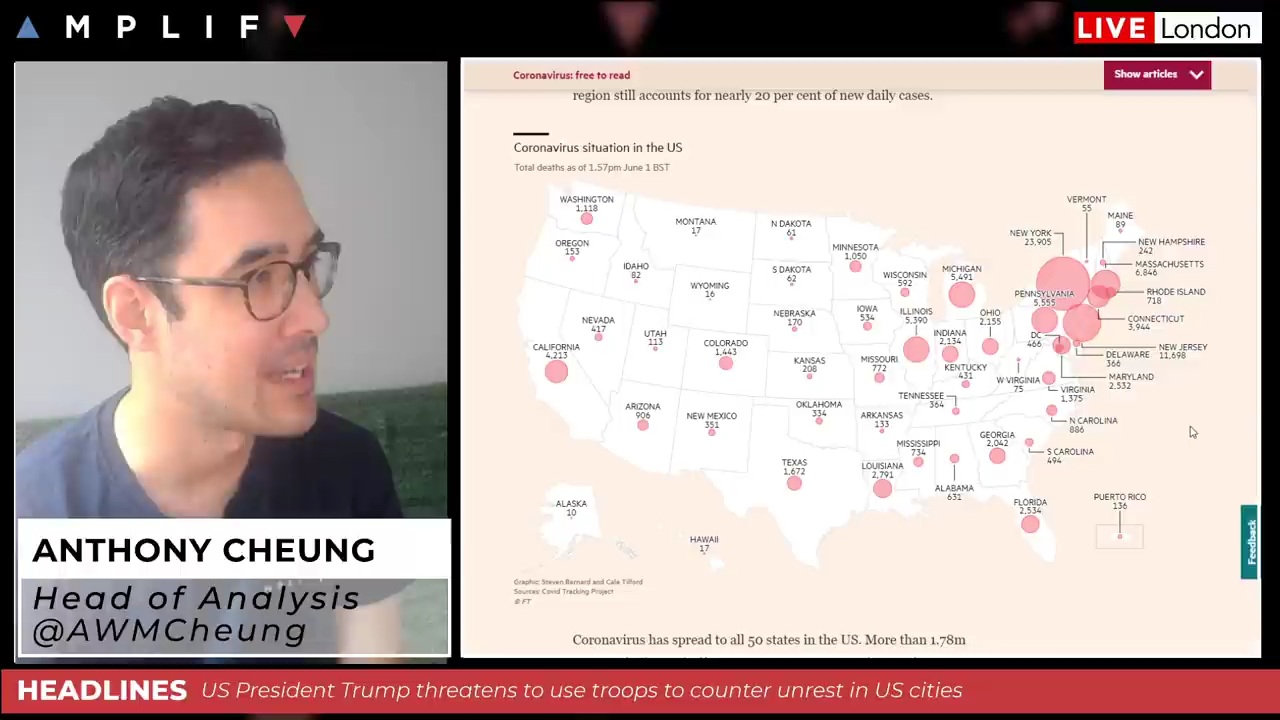 AMPLIFY
LIVE London
Coronavirus: free to read
Show articles
region still accounts for nearly 20 per cent of new daily cases.
Coronavirus situation in the US
Total deaths as of 1.57pm June 1 BST
WASHINGTON
1,118
OREGON
153
CALIFORNIA
4,213
NEVADA
417
IDAHO
82
MONTANA
17
WYOMING
16
UTAH
113
ARIZONA
906
COLORADO
1,443
NEW MEXICO
351
N DAKOTA
61
S DAKOTA
62
NEBRASKA
170
KANSAS
208
OKLAHOMA
334
TEXAS
1,672
MINNESOTA
1,050
IOWA
534
MISSOURI
772
ARKANSAS
133
LOUISIANA
2,791
WISCONSIN
592
ILLINOIS
5,390
MICHIGAN
5,491
INDIANA
2,134
OHIO
2,155
KENTUCKY
431
TENNESSEE
364
MISSISSIPPI
734
ALABAMA
631
GEORGIA
2,042
FLORIDA
2,534
S CAROLINA
494
N CAROLINA
886
VIRGINIA
1,375
W VIRGINIA
75
MARYLAND
2,532
DC
466
DELAWARE
366
NEW JERSEY
11,698
PENNSYLVANIA
5,555
NEW YORK
23,905
CONNECTICUT
3,944
RHODE ISLAND
718
MASSACHUSETTS
6,846
NEW HAMPSHIRE
242
VERMONT
55
MAINE
89
ALASKA
10
HAWAII
17
PUERTO RICO
136
Graphic: Steven Bernard and Cale Tilford
Sources: Covid Tracking Project
© FT
Feedback
Coronavirus has spread to all 50 states in the US. More than 1.78m
ANTHONY CHEUNG
Head of Analysis
@AWMCheung
HEADLINES US President Trump threatens to use troops to counter unrest in US cities